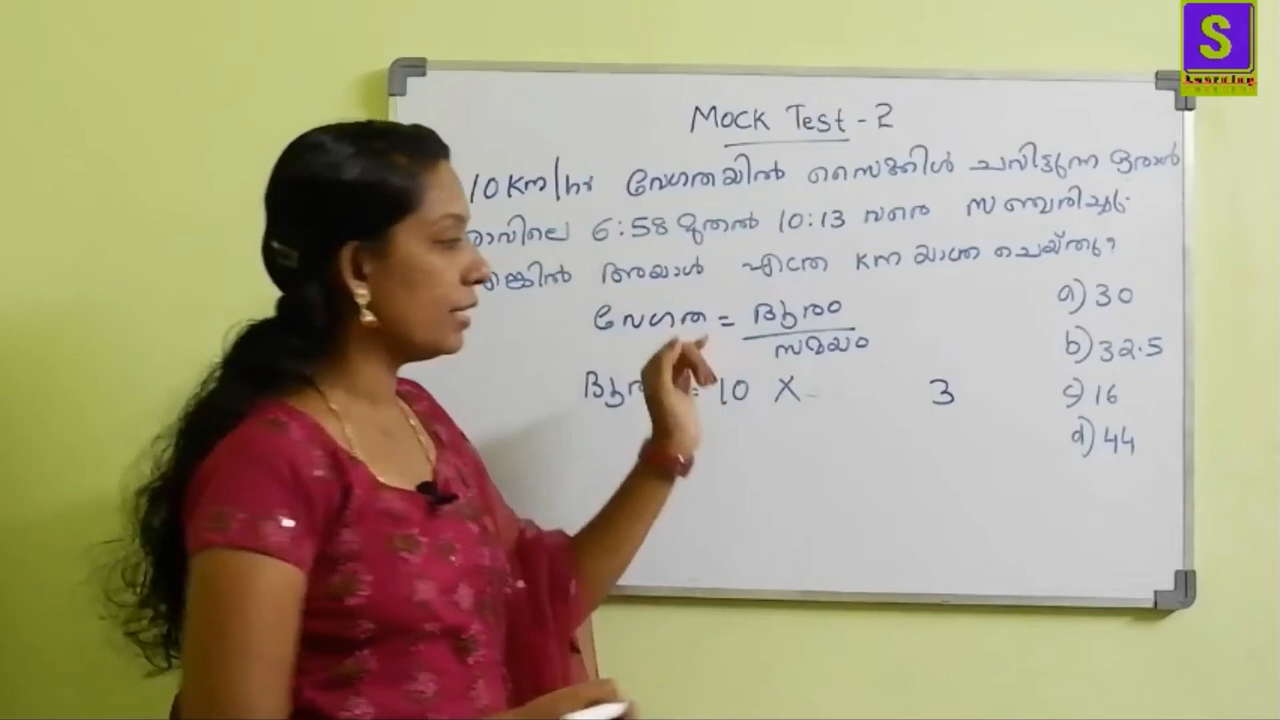 S
Learning
Mock Test - 2
10 Km/hr വേഗതയിൽ സൈക്കിൾ ചവിട്ടുന്ന ഒരാൾ
രാവിലെ 6:58 മുതൽ 10:13 വരെ സഞ്ചരിച്ചു
അയാൾ എത്ര Km യാത്ര ചെയ്തു?
വേഗത = ദൂരം
സമയം
= 10 X 3
a) 30
b) 32.5
c) 16
d) 44